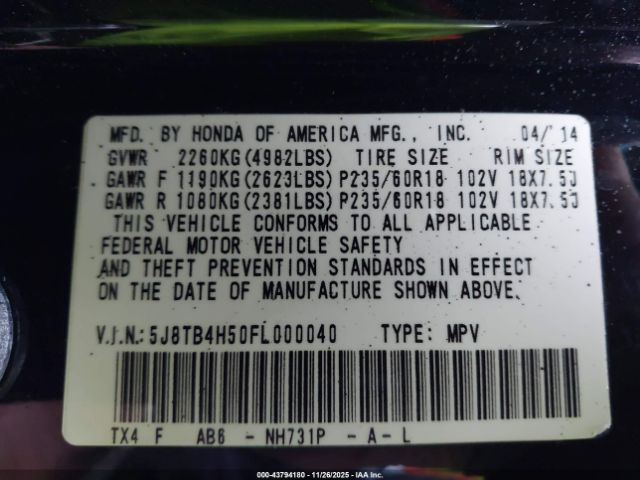 MFD. BY HONDA OF AMERICA MFG., INC. 04/14
GVWR 2260KG(4982LBS) TIRE SIZE RIM SIZE
GAWR F 1190KG(2623LBS) P235/60R18 102V 18X7.5J
GAWR R 1080KG(2381LBS) P235/60R18 102V 18X7.5J
THIS VEHICLE CONFORMS TO ALL APPLICABLE
FEDERAL MOTOR VEHICLE SAFETY
AND THEFT PREVENTION STANDARDS IN EFFECT
ON THE DATE OF MANUFACTURE SHOWN ABOVE.
V.I.N.: 5J8TB4H50FL000040 TYPE: MPV
TX4 F AB6 - NH731P - A - L
000-43794180 - 11/26/2025 - IAAI.COM